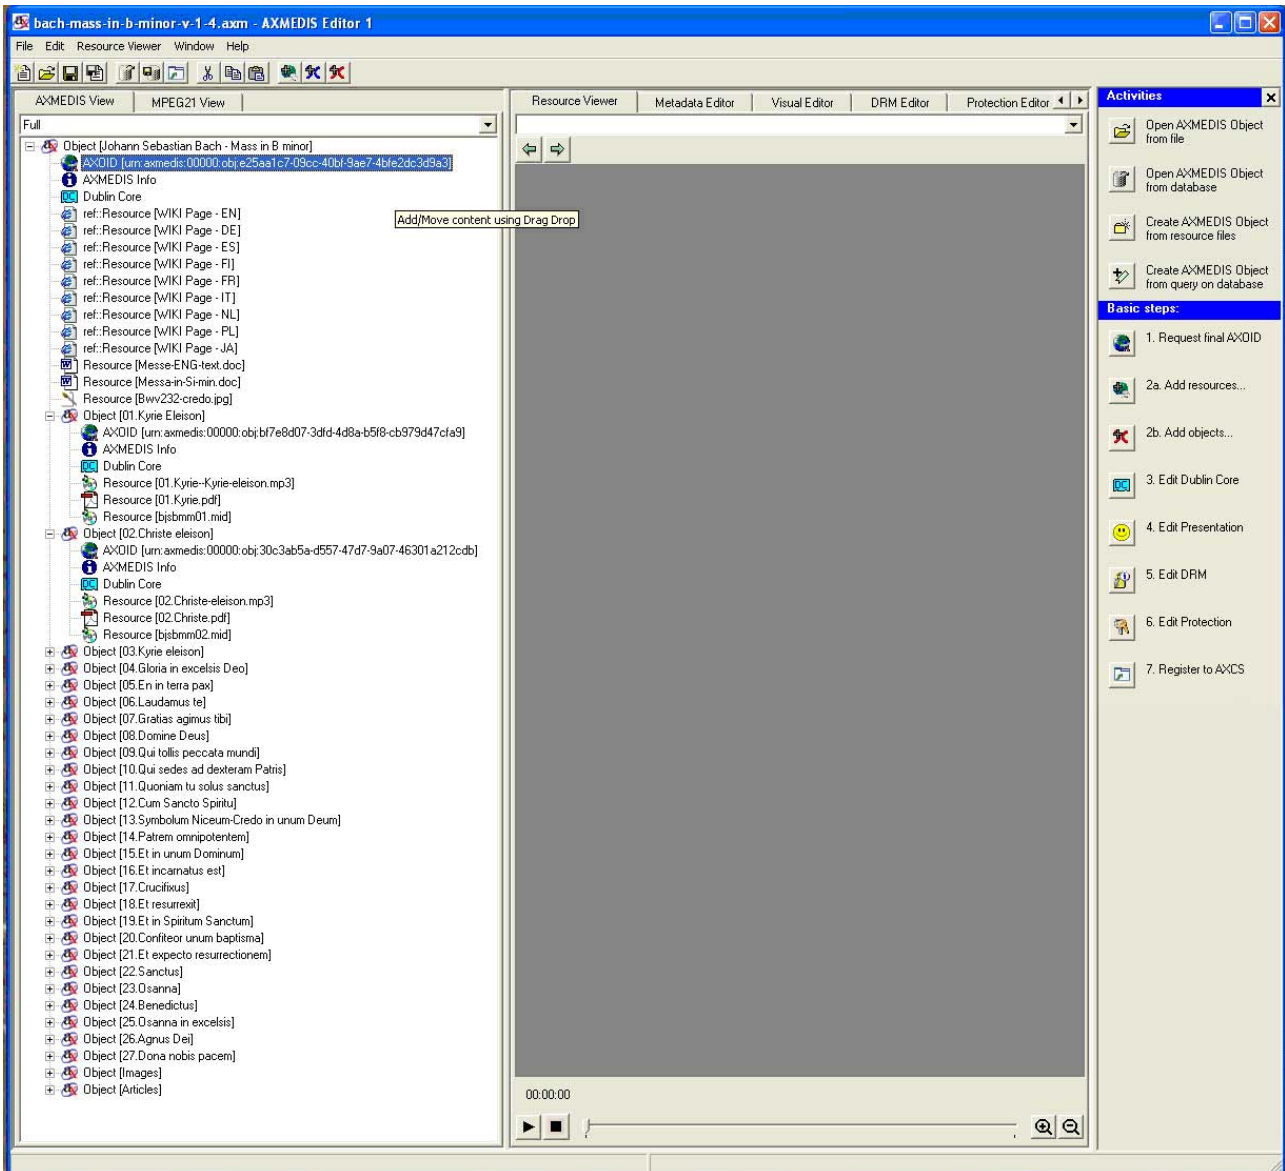 bach-mass-in-b-minor-v-1-4.axm - AXMEDIS Editor 1
File Edit Resource Viewer Window Help
AXMEDIS View MPEG21 View
Full
Object [Johann Sebastian Bach - Mass in B minor]
AXOID [urn:axmedis:00000:obj:e25aa1c7-09cc-40bf-9ae7-4bfe2dc3d9a3]
AXMEDIS Info
Dublin Core
ref::Resource [WIKI Page - EN]
ref::Resource [WIKI Page - DE]
ref::Resource [WIKI Page - ES]
ref::Resource [WIKI Page - FI]
ref::Resource [WIKI Page - FR]
ref::Resource [WIKI Page - IT]
ref::Resource [WIKI Page - NL]
ref::Resource [WIKI Page - PL]
ref::Resource [WIKI Page - JA]
Resource [Messe-ENG-text.doc]
Resource [Messa-in-Si-min.doc]
Resource [Bwv232-credo.jpg]
Object [01.Kyrie Eleison]
AXOID [urn:axmedis:00000:obj:bf7e8d07-3dfd-4d8a-b5f8-cb979d47cfa9]
AXMEDIS Info
Dublin Core
Resource [01.Kyrie--Kyrie-eleison.mp3]
Resource [01.Kyrie.pdf]
Resource [bjsbmm01.mid]
Object [02.Christe eleison]
AXOID [urn:axmedis:00000:obj:30c3ab5a-d557-47d7-9a07-46301a212cdb]
AXMEDIS Info
Dublin Core
Resource [02.Christe-eleison.mp3]
Resource [02.Christe.pdf]
Resource [bjsbmm02.mid]
Object [03.Kyrie eleison]
Object [04.Gloria in excelsis Deo]
Object [05.En in terra pax]
Object [06.Laudamus te]
Object [07.Gratias agimus tibi]
Object [08.Domine Deus]
Object [09.Qui tollis peccata mundi]
Object [10.Qui sedes ad dexteram Patris]
Object [11.Quoniam tu solus sanctus]
Object [12.Cum Sancto Spiritu]
Object [13.Symbolum Niceum-Credo in unum Deum]
Object [14.Patrem omnipotentem]
Object [15.Et in unum Dominum]
Object [16.Et incarnatus est]
Object [17.Crucifixus]
Object [18.Et resurrexit]
Object [19.Et in Spiritum Sanctum]
Object [20.Confiteor unum baptisma]
Object [21.Et expecto resurrectionem]
Object [22.Sanctus]
Object [23.Osanna]
Object [24.Benedictus]
Object [25.Osanna in excelsis]
Object [26.Agnus Dei]
Object [27.Dona nobis pacem]
Object [Images]
Object [Articles]
Add/Move content using Drag Drop
Resource Viewer Metadata Editor Visual Editor DRM Editor Protection Editor
00:00:00
Activities
Open AXMEDIS Object
from file
Open AXMEDIS Object
from database
Create AXMEDIS Object
from resource files
Create AXMEDIS Object
from query on database
Basic steps:
1. Request final AXOID
2a. Add resources...
2b. Add objects...
3. Edit Dublin Core
4. Edit Presentation
5. Edit DRM
6. Edit Protection
7. Register to AXCS